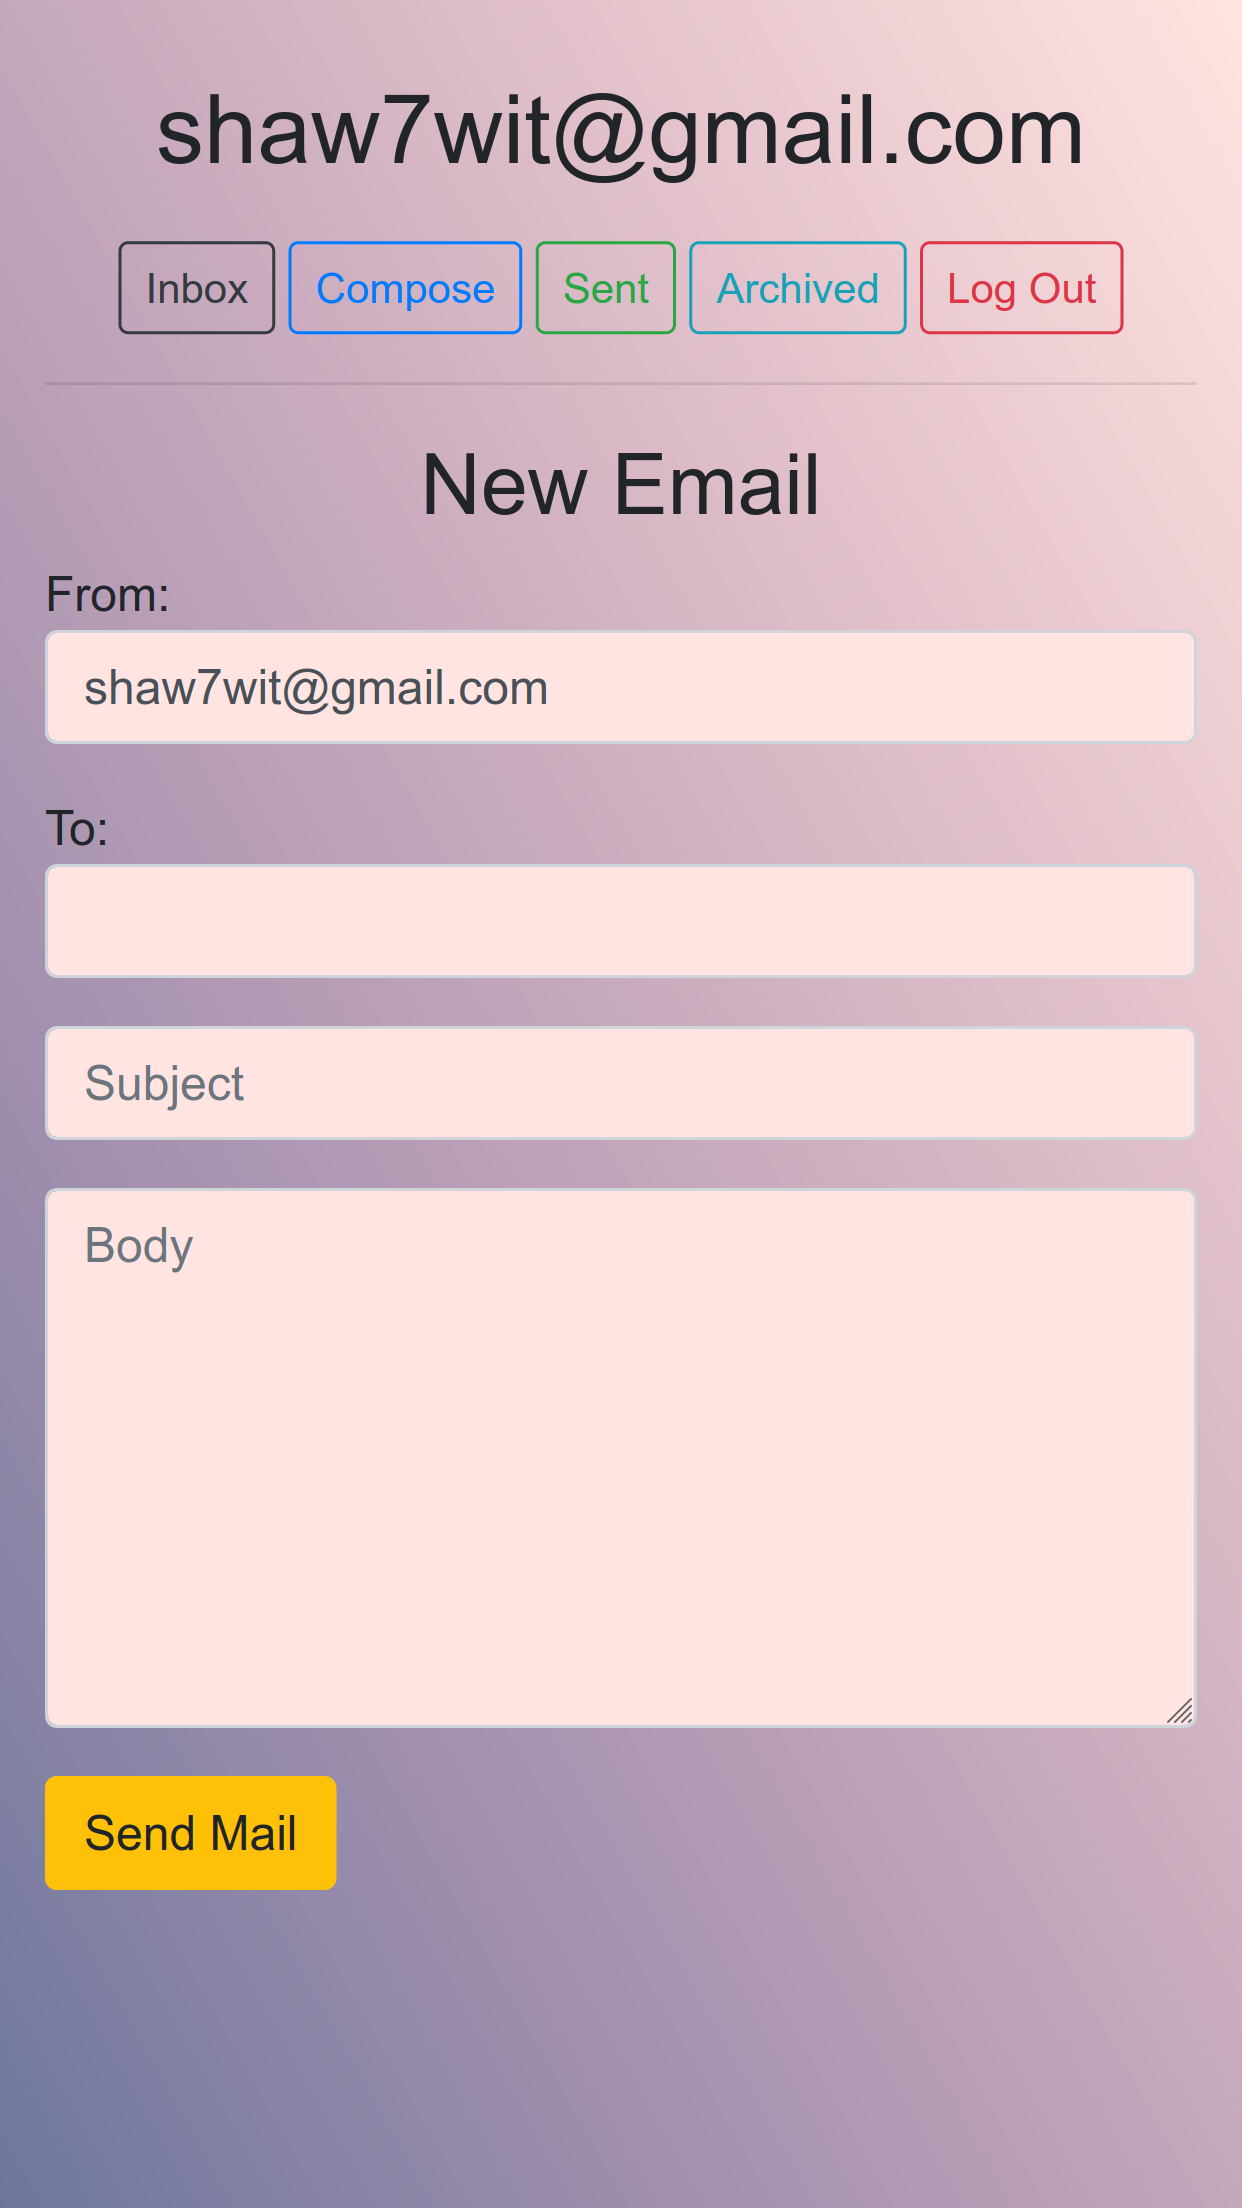 shaw7wit@gmail.com
Inbox Compose Sent Archived Log Out
New Email
From:
shaw7wit@gmail.com
To:
Subject
Body
Send Mail